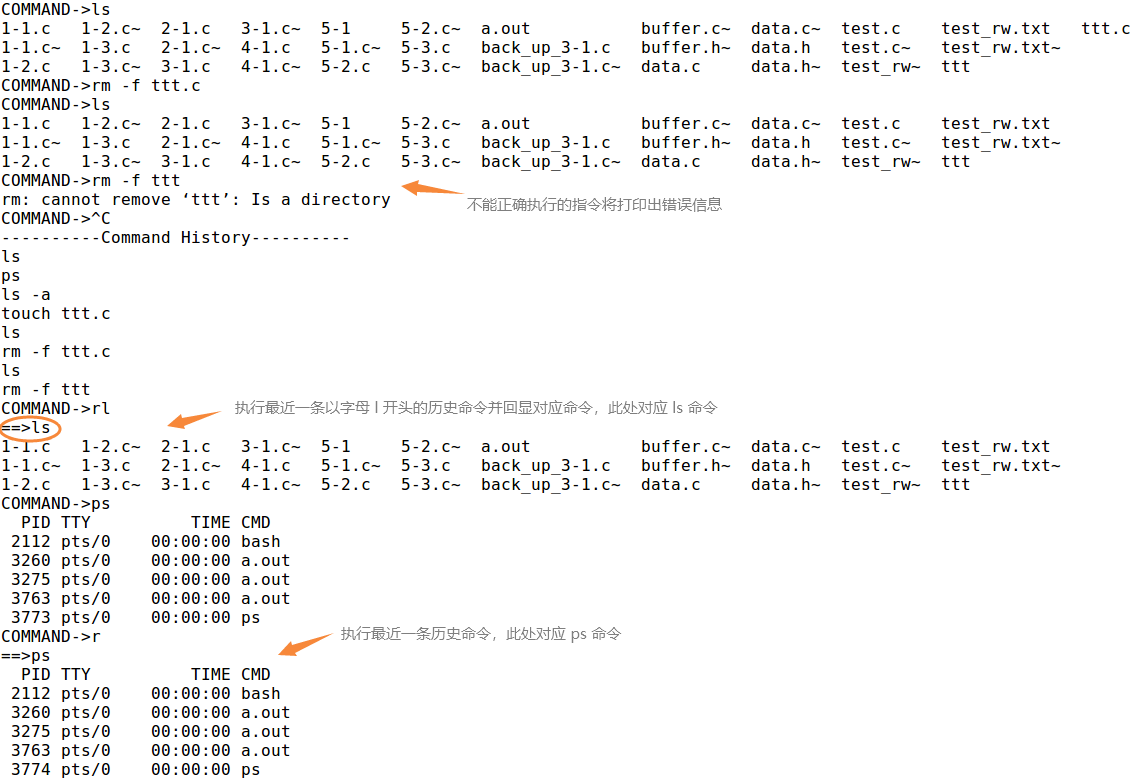 COMMAND->ls
1-1.c   1-2.c~  2-1.c   3-1.c~  5-1     5-2.c~  a.out           buffer.c~  data.c~  test.c    test_rw.txt   ttt.c
1-1.c~  1-3.c   2-1.c~  4-1.c   5-1.c~  5-3.c   back_up_3-1.c   buffer.h~  data.h   test.c~   test_rw.txt~
1-2.c   1-3.c~  3-1.c   4-1.c~  5-2.c   5-3.c~  back_up_3-1.c~  data.c     data.h~  test_rw~  ttt
COMMAND->rm -f ttt.c
COMMAND->ls
1-1.c   1-2.c~  2-1.c   3-1.c~  5-1     5-2.c~  a.out           buffer.c~  data.c~  test.c    test_rw.txt
1-1.c~  1-3.c   2-1.c~  4-1.c   5-1.c~  5-3.c   back_up_3-1.c   buffer.h~  data.h   test.c~   test_rw.txt~
1-2.c   1-3.c~  3-1.c   4-1.c~  5-2.c   5-3.c~  back_up_3-1.c~  data.c     data.h~  test_rw~  ttt
COMMAND->rm -f ttt
rm: cannot remove ‘ttt’: Is a directory
不能正确执行的指令将打印出错误信息
COMMAND->^C
----------Command History----------
ls
ps
ls -a
touch ttt.c
ls
rm -f ttt.c
ls
rm -f ttt
COMMAND->rl
执行最近一条以字母 l 开头的历史命令并回显对应命令，此处对应 ls 命令
==>ls
1-1.c   1-2.c~  2-1.c   3-1.c~  5-1     5-2.c~  a.out           buffer.c~  data.c~  test.c    test_rw.txt
1-1.c~  1-3.c   2-1.c~  4-1.c   5-1.c~  5-3.c   back_up_3-1.c   buffer.h~  data.h   test.c~   test_rw.txt~
1-2.c   1-3.c~  3-1.c   4-1.c~  5-2.c   5-3.c~  back_up_3-1.c~  data.c     data.h~  test_rw~  ttt
COMMAND->ps
  PID TTY          TIME CMD
 2112 pts/0    00:00:00 bash
 3260 pts/0    00:00:00 a.out
 3275 pts/0    00:00:00 a.out
 3763 pts/0    00:00:00 a.out
 3773 pts/0    00:00:00 ps
COMMAND->r
执行最近一条历史命令，此处对应 ps 命令
==>ps
  PID TTY          TIME CMD
 2112 pts/0    00:00:00 bash
 3260 pts/0    00:00:00 a.out
 3275 pts/0    00:00:00 a.out
 3763 pts/0    00:00:00 a.out
 3774 pts/0    00:00:00 ps